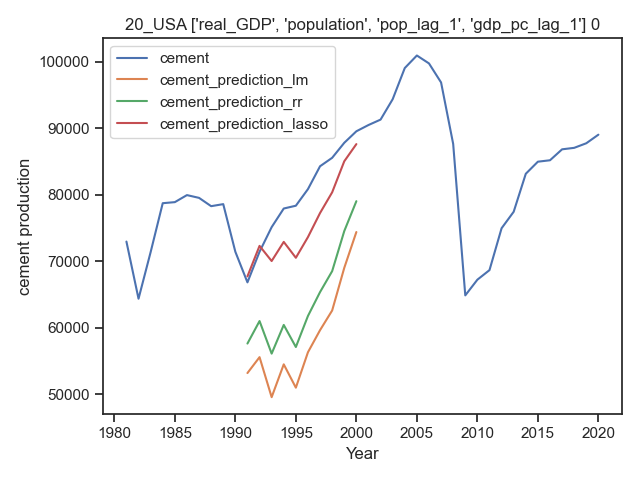 20_USA ['real_GDP', 'population', 'pop_lag_1', 'gdp_pc_lag_1'] 0
cement
cement_prediction_lm
cement_prediction_rr
cement_prediction_lasso
cement production
100000
90000
80000
70000
60000
50000
1980 1985 1990 1995 2000 2005 2010 2015 2020
Year